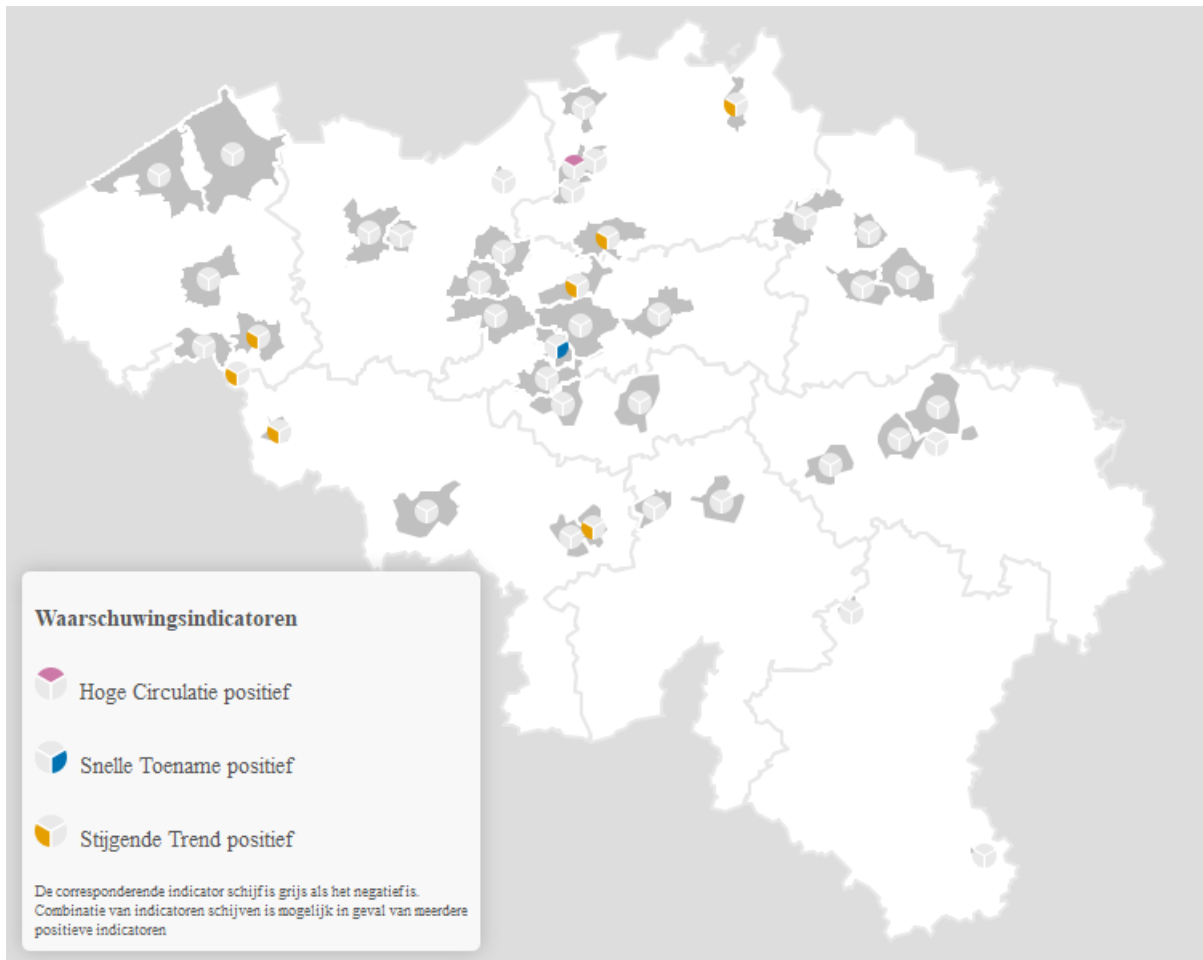 Waarschuwingsindicatoren
Hoge Circulatie positief
Snelle Toename positief
Stijgende Trend positief
De corresponderende indicator schijf is grijs als het negatief is.
Combinatie van indicatoren schijven is mogelijk in geval van meerdere
positieve indicatoren